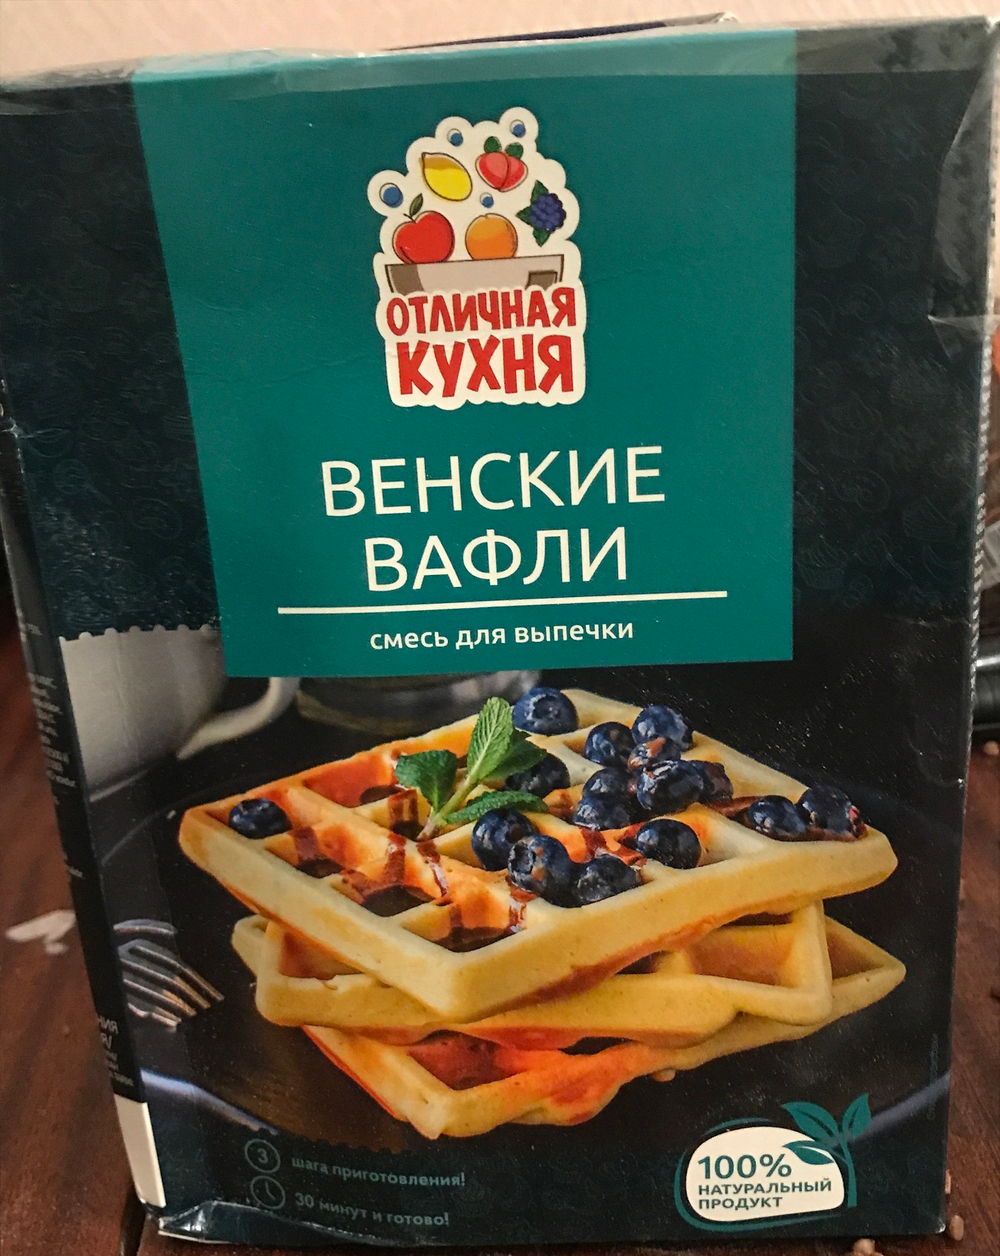 ОТЛИЧНАЯ
КУХНЯ
ВЕНСКИЕ
ВАФЛИ
смесь для выпечки
3 шага приготовления!
30 минут и готово!
100%
НАТУРАЛЬНЫЙ
ПРОДУКТ